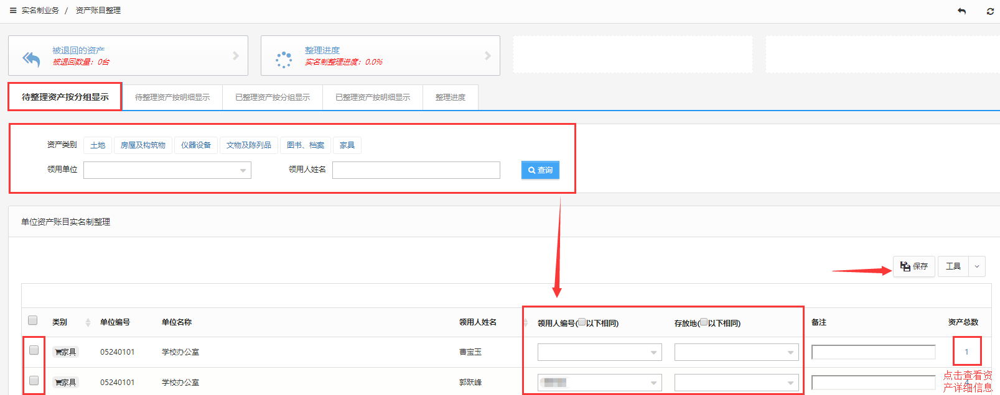 实名制业务 / 资产账目整理
被退回的资产
被退回数量：0台
整理进度
实名制整理进度：0.0%
待整理资产按分组显示 待整理资产按明细显示 已整理资产按分组显示 已整理资产按明细显示 整理进度
资产类别 土地 房屋及构筑物 仪器设备 文物及陈列品 图书、档案 家具
领用单位 领用人姓名 查询
单位资产账目实名制整理
保存 工具
类别 单位编号 单位名称 领用人姓名 领用人编号(以下相同) 存放地(以下相同) 备注 资产总数
家具 05240101 学校办公室 曹宝玉 1
家具 05240101 学校办公室 郭跃峰
点击查看资
产详细信息